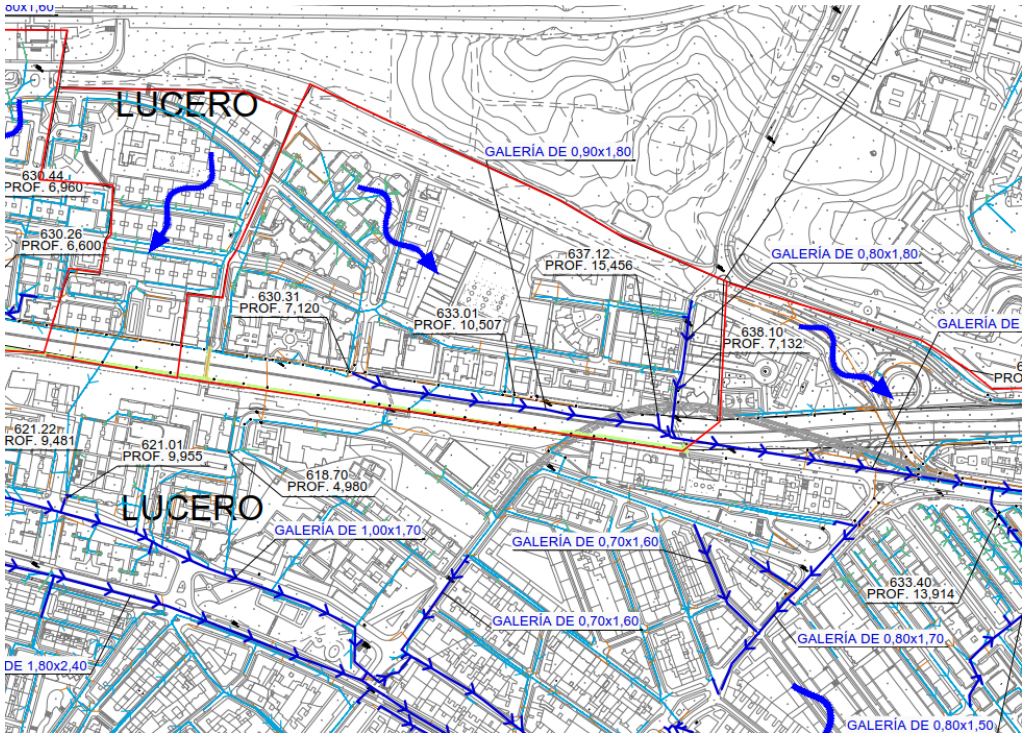 80x1,60
LUCERO
GALERÍA DE 0,90x1,80
630.44
PROF. 6,960
630.26
PROF. 6,600
637.12
PROF. 15,456
GALERÍA DE 0,80x1,80
630.31
PROF. 7,120
633.01
PROF. 10,507
638.10
PROF. 7,132
GALERÍA DE
6
PRO
621.22
ROF. 9,481
621.01
PROF. 9,955
618.70
PROF. 4,980
LUCERO
GALERÍA DE 1,00x1,70
GALERÍA DE 0,70x1,60
633.40
PROF. 13,914
GALERÍA DE 0,70x1,60
GALERÍA DE 0,80x1,70
DE 1,80x2,40
GALERÍA DE 0,80x1,50